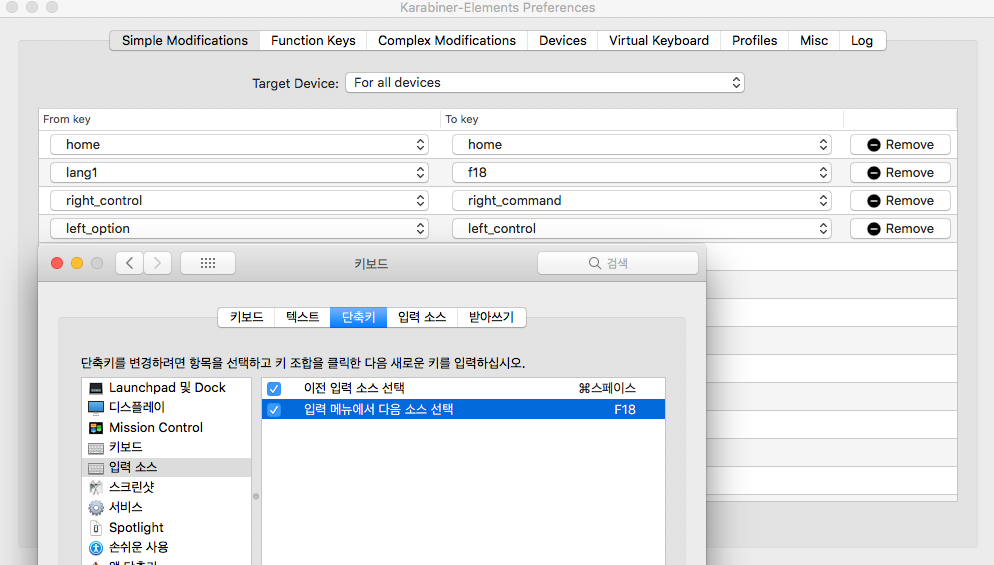 Karabiner-Elements Preferences
Simple Modifications Function Keys Complex Modifications Devices Virtual Keyboard Profiles Misc Log
Target Device: For all devices
From key To key
home home Remove
lang1 f18 Remove
right_control right_command Remove
left_option left_control Remove
키보드 검색
키보드 텍스트 단축키 입력 소스 받아쓰기
단축키를 변경하려면 항목을 선택하고 키 조합을 클릭한 다음 새로운 키를 입력하십시오.
Launchpad 및 Dock 이전 입력 소스 선택 ⌘스페이스
디스플레이 입력 메뉴에서 다음 소스 선택 F18
Mission Control
키보드
입력 소스
스크린샷
서비스
Spotlight
손쉬운 사용